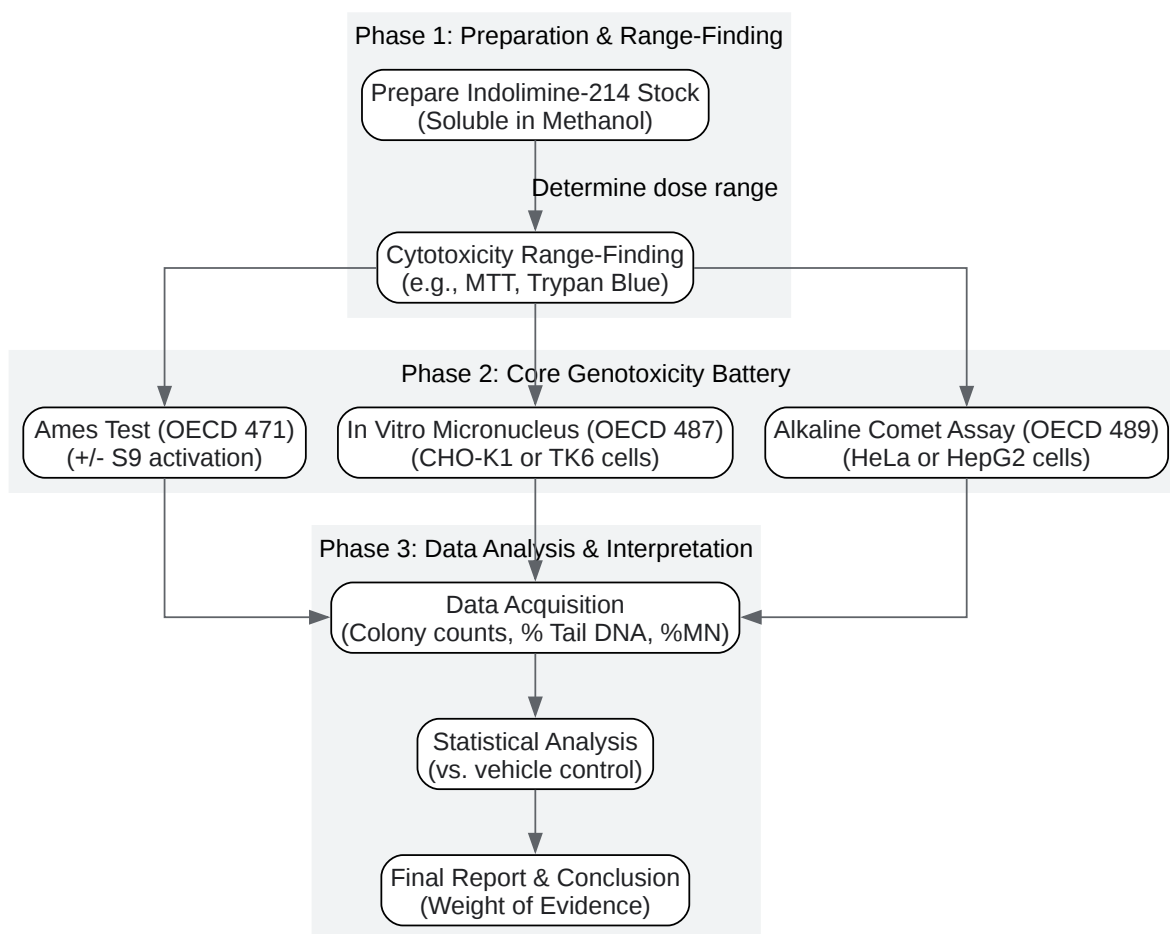 Phase 1: Preparation & Range-Finding
Prepare Indolimine-214 Stock
(Soluble in Methanol)
Determine dose range
Cytotoxicity Range-Finding
(e.g., MTT, Trypan Blue)
Phase 2: Core Genotoxicity Battery
Ames Test (OECD 471)
(+/- S9 activation)
In Vitro Micronucleus (OECD 487)
(CHO-K1 or TK6 cells)
Alkaline Comet Assay (OECD 489)
(HeLa or HepG2 cells)
Phase 3: Data Analysis & Interpretation
Data Acquisition
(Colony counts, % Tail DNA, %MN)
Statistical Analysis
(vs. vehicle control)
Final Report & Conclusion
(Weight of Evidence)